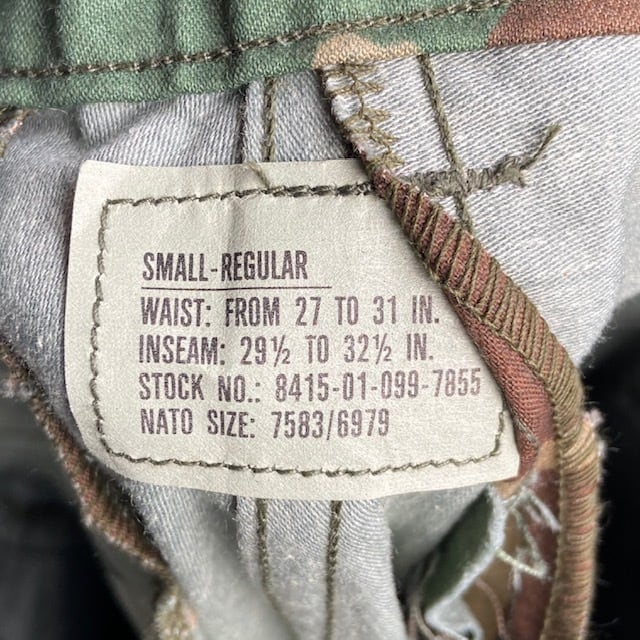 SMALL-REGULAR
WAIST: FROM 27 TO 31 IN.
INSEAM: 29½ TO 32½ IN.
STOCK NO.: 8415-01-099-7855
NATO SIZE: 7583/6979